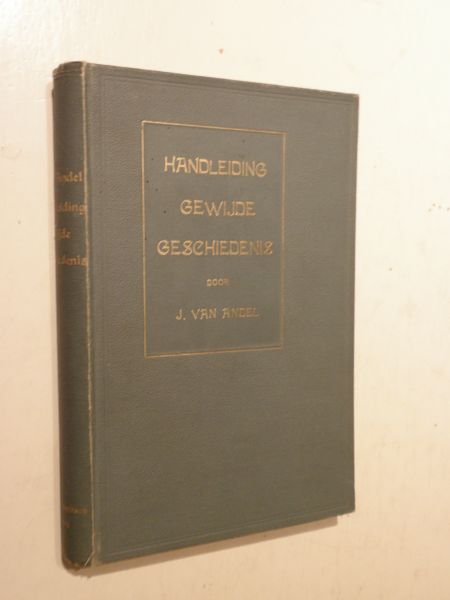 HANDLEIDING
GEWIJDE
GESCHIEDENIS
DOOR
J. VAN ANDEL